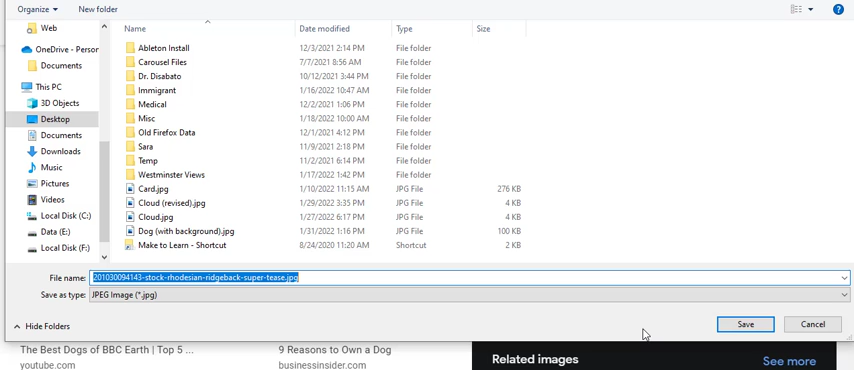 Organize New folder
Name Date modified Type Size
Web
OneDrive - Person
Documents
This PC
3D Objects
Desktop
Documents
Downloads
Music
Pictures
Videos
Local Disk (C:)
Data (E:)
Local Disk (F:)
Ableton Install 12/3/2021 2:14 PM File folder
Carousel Files 7/7/2021 8:56 AM File folder
Dr. Disabato 10/12/2021 3:44 PM File folder
Immigrant 1/16/2022 10:47 AM File folder
Medical 12/2/2021 1:06 PM File folder
Misc 1/18/2022 10:00 AM File folder
Old Firefox Data 12/1/2021 4:12 PM File folder
Sara 11/9/2021 2:18 PM File folder
Temp 11/2/2021 6:14 PM File folder
Westminster Views 1/17/2022 1:42 PM File folder
Card.jpg 1/10/2022 11:15 AM JPG File 276 KB
Cloud (revised).jpg 1/29/2022 3:35 PM JPG File 4 KB
Cloud.jpg 1/27/2022 6:17 PM JPG File 4 KB
Dog (with background).jpg 1/31/2022 1:16 PM JPG File 100 KB
Make to Learn - Shortcut 8/24/2020 11:20 AM Shortcut 2 KB
File name: 201030094143-stock-rhodesian-ridgeback-super-tease.jpg
Save as type: JPEG Image (*.jpg)
Hide Folders Save Cancel
The Best Dogs of BBC Earth | Top 5 ... 9 Reasons to Own a Dog
youtube.com businessinsider.com
Related images See more